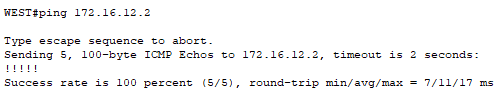 WEST#ping 172.16.12.2
Type escape sequence to abort.
Sending 5, 100-byte ICMP Echos to 172.16.12.2, timeout is 2 seconds:
!!!!!
Success rate is 100 percent (5/5), round-trip min/avg/max = 7/11/17 ms